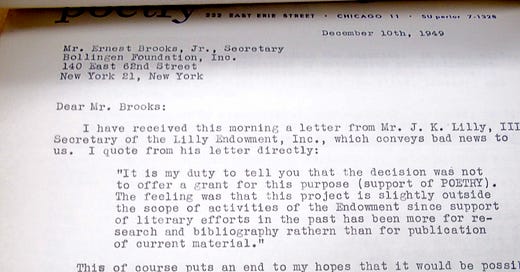 poetry 232 EAST ERIE STREET · CHICAGO 11 · SUperior 7-1326
December 10th, 1949
Mr. Ernest Brooks, Jr., Secretary
Bollingen Foundation, Inc.
140 East 62nd Street
New York 21, New York
Dear Mr. Brooks:
I have received this morning a letter from Mr. J. K. Lilly, III
Secretary of the Lilly Endowment, Inc., which conveys bad news to
us. I quote from his letter directly:
"It is my duty to tell you that the decision was not
to offer a grant for this purpose (support of POETRY).
The feeling was that this project is slightly outside
the scope of activities of the Endowment since support
of literary efforts in the past has been more for re-
search and bibliography rathern than for publication
of current material."
This of course puts an end to my hopes that it would be